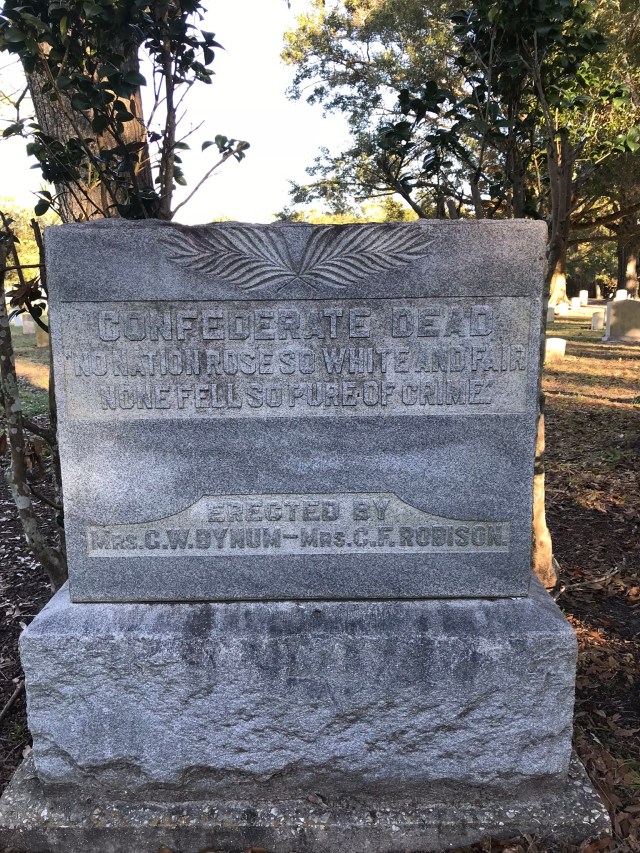 CONFEDERATE DEAD
"NO NATION ROSE SO WHITE AND FAIR
NONE FELL SO PURE OF CRIME."
ERECTED BY
MRS. G. W. BYNUM — MRS. C. F. ROBISON.